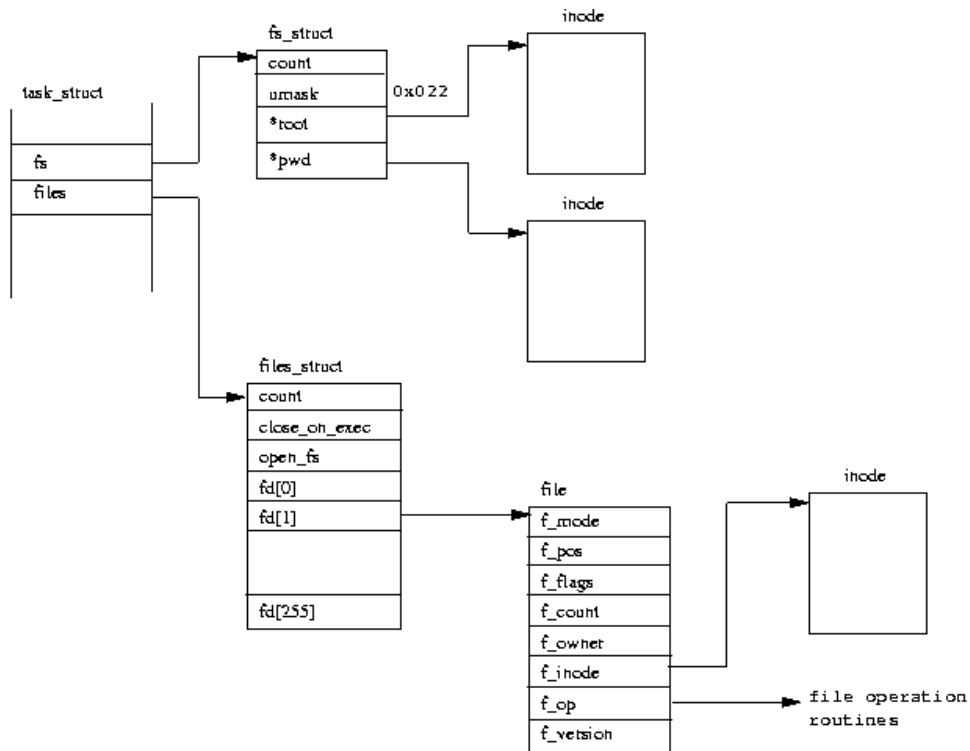 inode
fs_struct
count
umask
0x022
*root
*pwd
task_struct
fs
files
inode
files_struct
count
close_on_exec
open_fs
fd[0]
fd[1]
fd[255]
file
f_mode
f_pos
f_flags
f_count
f_owner
f_inode
f_op
f_version
inode
file operation
routines